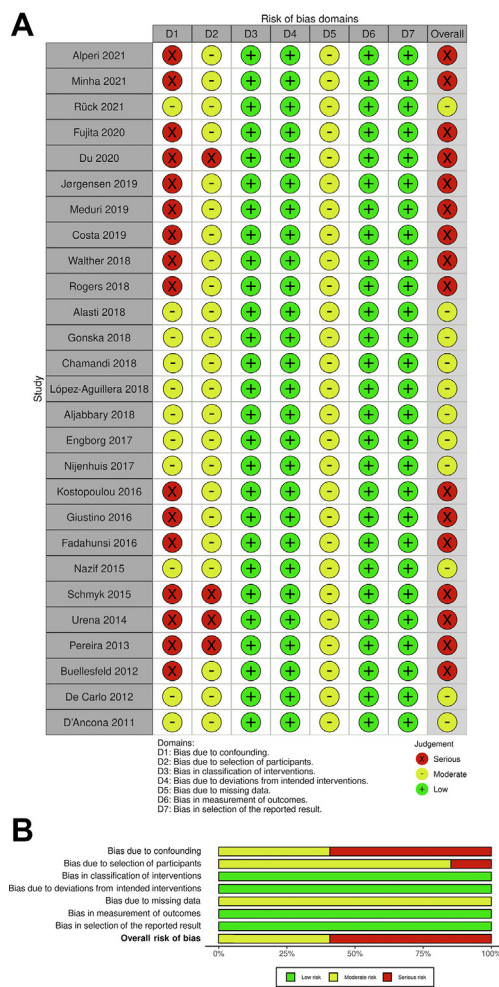 A
Risk of bias domains
D1 D2 D3 D4 D5 D6 D7 Overall
Study
Alperi 2021 X - + + - + + X
Minha 2021 X - + + - + + X
Rück 2021 - - + + - + + -
Fujita 2020 X - + + - + + X
Du 2020 X X + + - + + X
Jørgensen 2019 X - + + - + + X
Meduri 2019 X - + + - + + X
Costa 2019 X - + + - + + X
Walther 2018 X - + + - + + X
Rogers 2018 X - + + - + + X
Alasti 2018 - - + + - + + -
Gonska 2018 - - + + - + + -
Chamandi 2018 - - + + - + + -
López-Aguillera 2018 - - + + - + + -
Aljabbary 2018 - - + + - + + -
Engborg 2017 - - + + - + + -
Nijenhuis 2017 - - + + - + + -
Kostopoulou 2016 X - + + - + + X
Giustino 2016 X - + + - + + X
Fadahunsi 2016 X - + + - + + X
Nazif 2015 - - + + - + + -
Schmyk 2015 X X + + - + + X
Urena 2014 X X + + - + + X
Pereira 2013 X X + + - + + X
Buellesfeld 2012 X - + + - + + X
De Carlo 2012 - - + + - + + -
D'Ancona 2011 - - + + - + + -
Domains:
D1: Bias due to confounding.
D2: Bias due to selection of participants.
D3: Bias in classification of interventions.
D4: Bias due to deviations from intended interventions.
D5: Bias due to missing data.
D6: Bias in measurement of outcomes.
D7: Bias in selection of the reported result.
Judgement
X Serious
- Moderate
+ Low
B
Bias due to confounding
Bias due to selection of participants
Bias in classification of interventions
Bias due to deviations from intended interventions
Bias due to missing data
Bias in measurement of outcomes
Bias in selection of the reported result
Overall risk of bias
0% 25% 50% 75% 100%
Low risk Moderate risk Serious risk